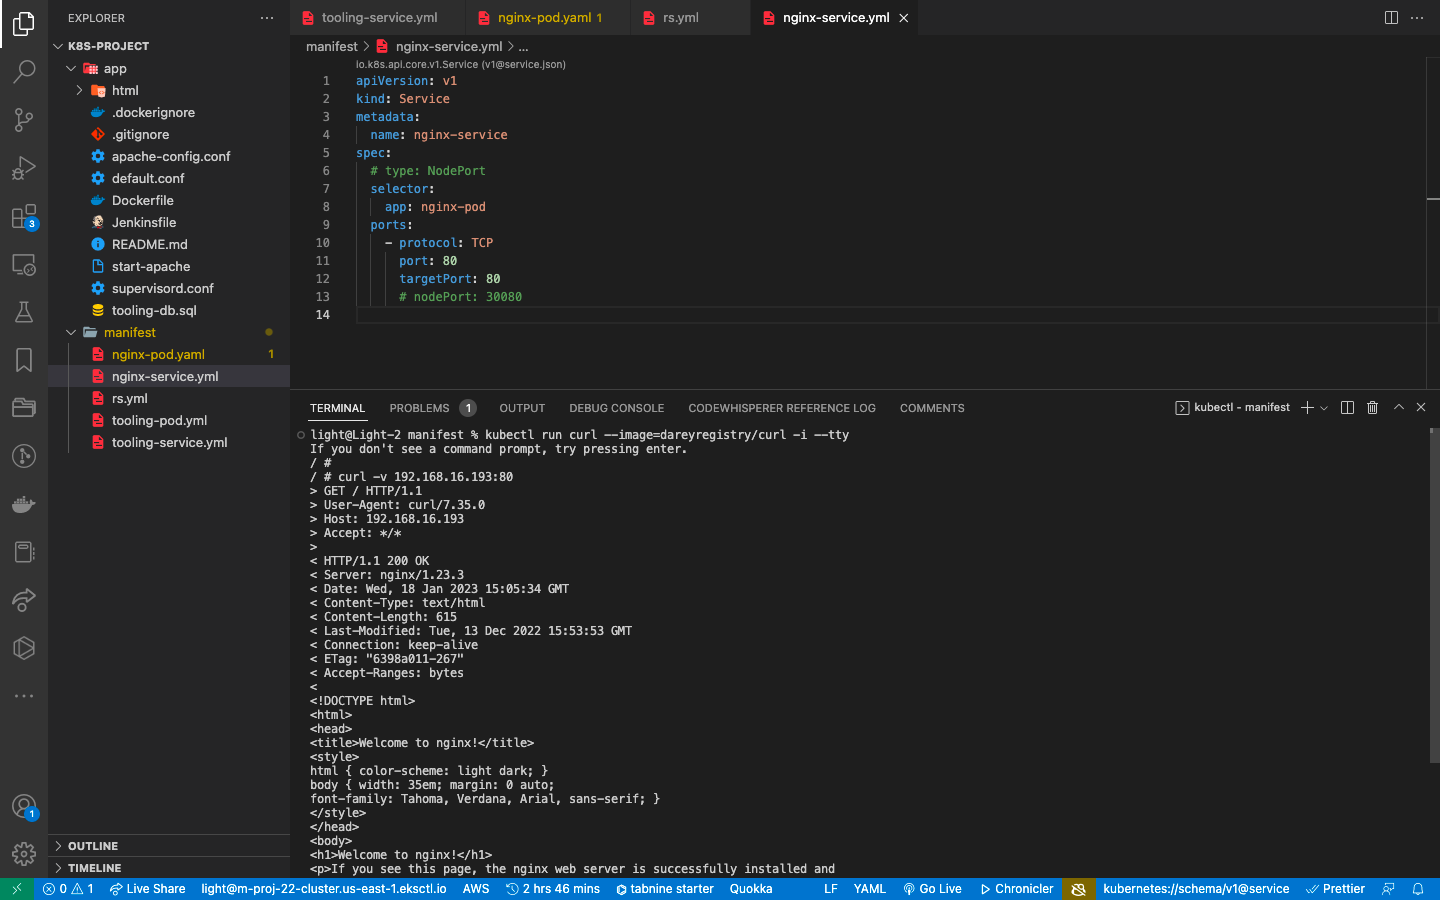 EXPLORER
K8S-PROJECT
app
html
.dockerignore
.gitignore
apache-config.conf
default.conf
Dockerfile
Jenkinsfile
README.md
start-apache
supervisord.conf
tooling-db.sql
manifest
nginx-pod.yaml 1
nginx-service.yml
rs.yml
tooling-pod.yml
tooling-service.yml
OUTLINE
TIMELINE
3
1
tooling-service.yml
nginx-pod.yaml 1
rs.yml
nginx-service.yml
manifest > nginx-service.yml > ...
io.k8s.api.core.v1.Service (v1@service.json)
1 apiVersion: v1
2 kind: Service
3 metadata:
4 name: nginx-service
5 spec:
6 # type: NodePort
7 selector:
8 app: nginx-pod
9 ports:
10 - protocol: TCP
11 port: 80
12 targetPort: 80
13 # nodePort: 30080
14
TERMINAL PROBLEMS 1 OUTPUT DEBUG CONSOLE CODEWHISPERER REFERENCE LOG COMMENTS
kubectl - manifest
light@Light-2 manifest % kubectl run curl --image=dareyregistry/curl -i --tty
If you don't see a command prompt, try pressing enter.
/ #
/ # curl -v 192.168.16.193:80
> GET / HTTP/1.1
> User-Agent: curl/7.35.0
> Host: 192.168.16.193
> Accept: */*
>
< HTTP/1.1 200 OK
< Server: nginx/1.23.3
< Date: Wed, 18 Jan 2023 15:05:34 GMT
< Content-Type: text/html
< Content-Length: 615
< Last-Modified: Tue, 13 Dec 2022 15:53:53 GMT
< Connection: keep-alive
< ETag: "6398a011-267"
< Accept-Ranges: bytes
<
<!DOCTYPE html>
<html>
<head>
<title>Welcome to nginx!</title>
<style>
html { color-scheme: light dark; }
body { width: 35em; margin: 0 auto;
font-family: Tahoma, Verdana, Arial, sans-serif; }
</style>
</head>
<body>
<h1>Welcome to nginx!</h1>
<p>If you see this page, the nginx web server is successfully installed and
0 1 Live Share light@m-proj-22-cluster.us-east-1.eksctl.io AWS 2 hrs 46 mins tabnine starter Quokka LF YAML Go Live Chronicler kubernetes://schema/v1@service Prettier